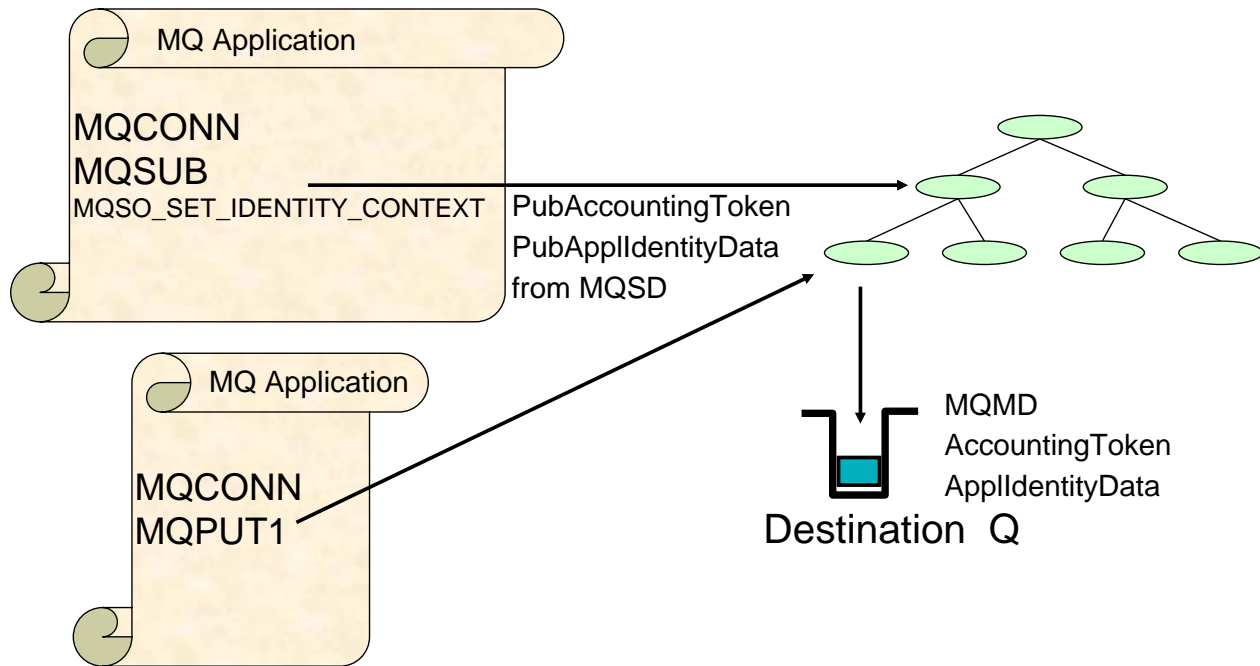 MQ Application
MQCONN
MQSUB
MQSO_SET_IDENTITY_CONTEXT
PubAccountingToken
PubApplIdentityData
from MQSD
MQ Application
MQCONN
MQPUT1
MQMD
AccountingToken
ApplIdentityData
Destination Q